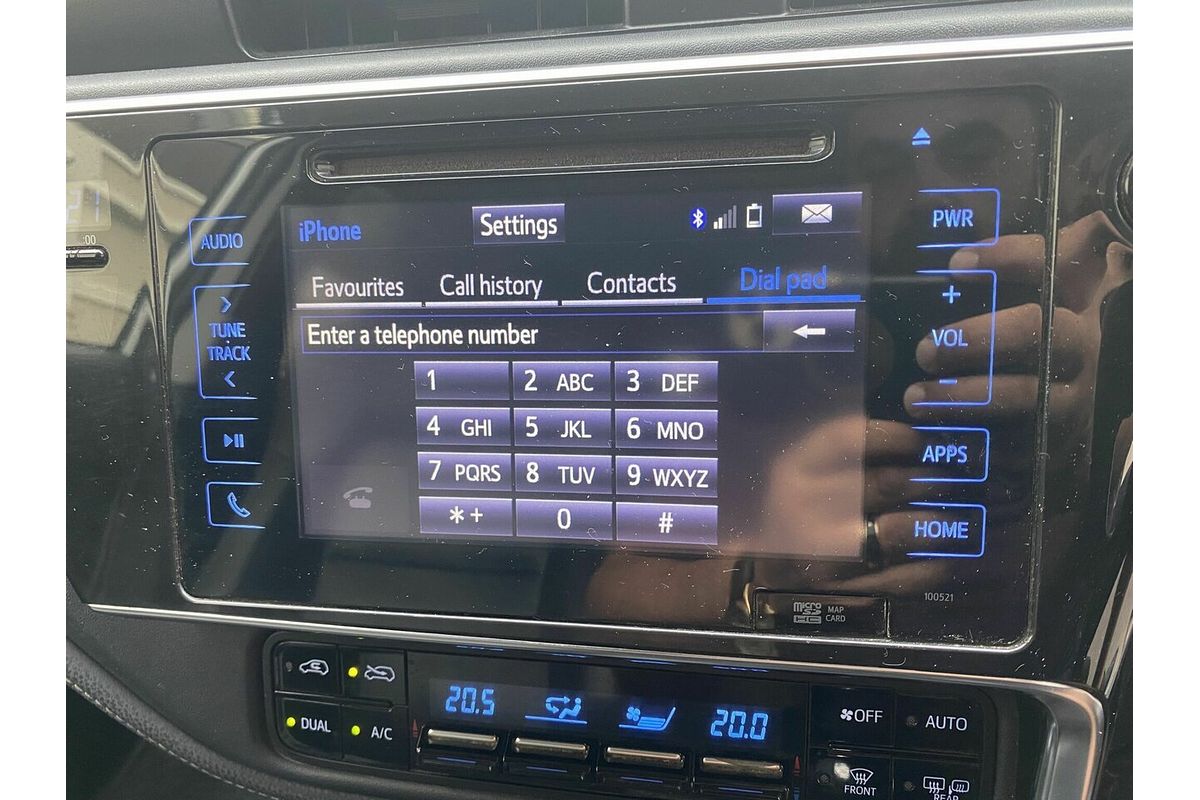 21
:00
AUDIO
TUNE
TRACK
iPhone
Settings
Favourites Call history Contacts Dial pad
Enter a telephone number
1 2 ABC 3 DEF
4 GHI 5 JKL 6 MNO
7 PQRS 8 TUV 9 WXYZ
*+ 0 #
PWR
+
VOL
-
APPS
HOME
micro SD HC MAP CARD
100521
20.5 20.0
DUAL A/C
OFF AUTO
FRONT REAR